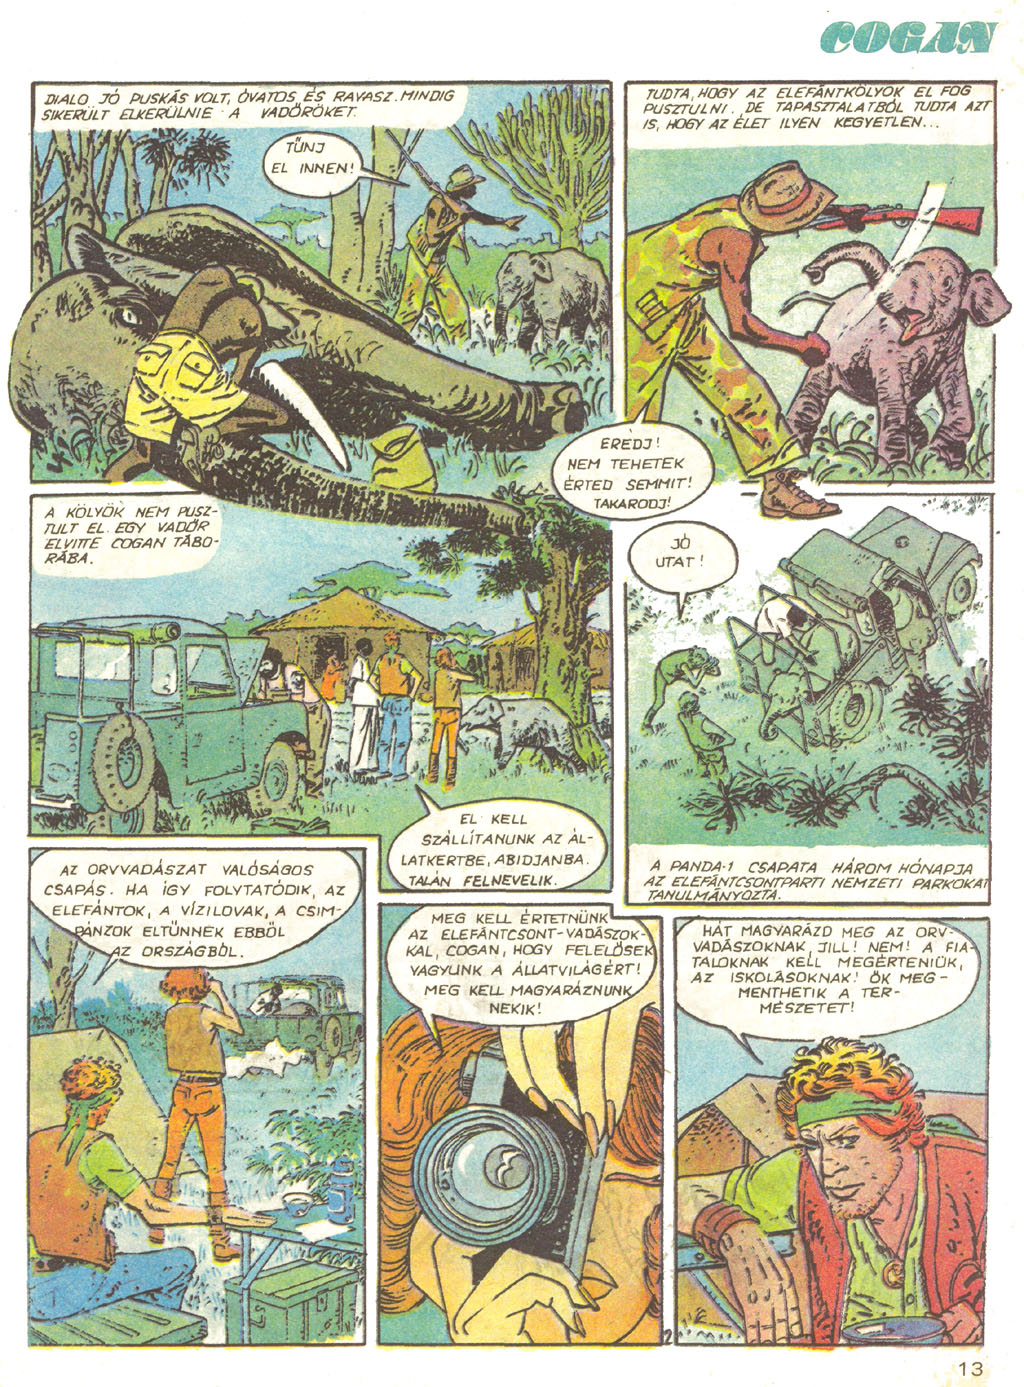 COGAN
DIALO JÓ PUSKÁS VOLT, ÓVATOS ÉS RAVASZ. MINDIG
SIKERÜLT ELKERÜLNIE A VADŐRÖKET.
TŰNJ
EL INNEN!
TUDTA, HOGY AZ ELEFÁNTKÖLYOK EL FOG
PUSZTULNI. DE TAPASZTALATBÓL TUDTA AZT
IS, HOGY AZ ÉLET ILYEN KEGYETLEN...
EREDJ!
NEM TEHETEK
ÉRTED SEMMIT!
TAKARODJ!
A KÖLYÖK NEM PUSZ-
TULT EL. EGY VADŐR
ELVITTE COGAN TÁBO-
RÁBA.
EL KELL
SZÁLLÍTANUNK AZ ÁL-
LATKERTBE, ABIDJANBA.
TALÁN FELNEVELIK.
JÓ
UTAT!
A PANDA-1 CSAPATA HÁROM HÓNAPJA
AZ ELEFÁNTCSONTPARTI NEMZETI PARKOKAT
TANULMÁNYOZTA.
AZ ORVVADÁSZAT VALÓSÁGOS
CSAPÁS. HA ÍGY FOLYTATÓDIK, AZ
ELEFÁNTOK, A VÍZILOVAK, A CSIM-
PÁNZOK ELTŰNNEK EBBŐL
AZ ORSZÁGBÓL.
MEG KELL ÉRTETNÜNK
AZ ELEFÁNTCSONT-VADÁSZOK-
KAL, COGAN, HOGY FELELŐSEK
VAGYUNK A ÁLLATVILÁGÉRT!
MEG KELL MAGYARÁZNUNK
NEKIK!
HÁT MAGYARÁZD MEG AZ ORV-
VADÁSZOKNAK, JILL! NEM! A FIA-
TALOKNAK KELL MEGÉRTENIÜK,
AZ ISKOLÁSOKNAK! ŐK MEG-
MENTHETIK A TER-
MÉSZETET!
13